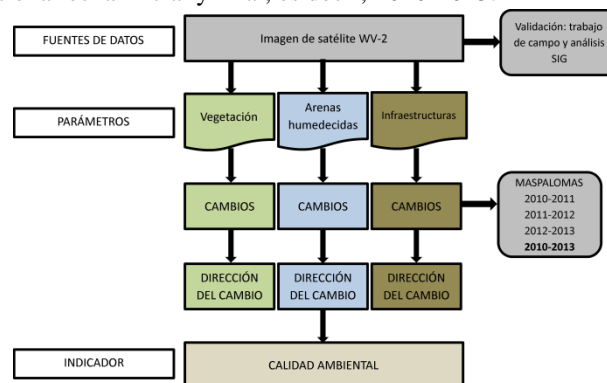 FUENTES DE DATOS
Imagen de satélite WV-2
Validación: trabajo
de campo y análisis
SIG
PARÁMETROS
Vegetación
Arenas
humedecidas
Infraestructuras
CAMBIOS
CAMBIOS
CAMBIOS
MASPALOMAS
2010-2011
2011-2012
2012-2013
2010-2013
DIRECCIÓN
DEL CAMBIO
DIRECCIÓN
DEL CAMBIO
DIRECCIÓN
DEL CAMBIO
INDICADOR
CALIDAD AMBIENTAL